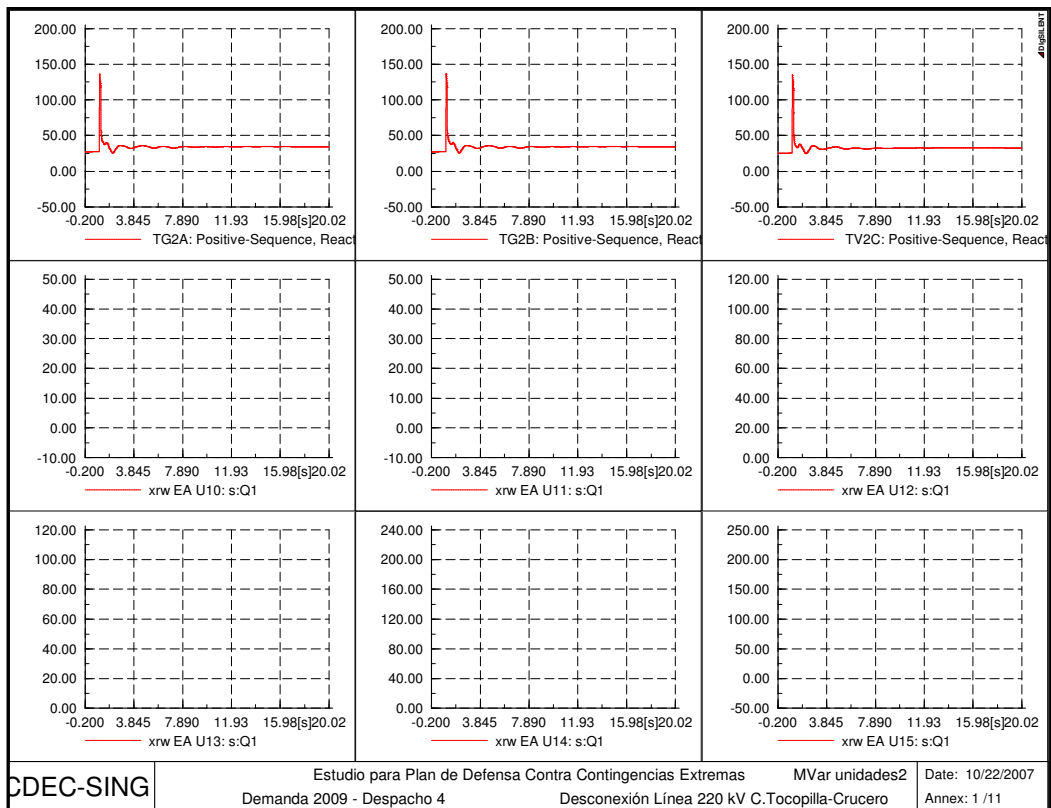 DIgSILENT
200.00
150.00
100.00
50.00
0.00
-50.00
-0.200 3.845 7.890 11.93 15.98[s]20.02
TG2A: Positive-Sequence, React
200.00
150.00
100.00
50.00
0.00
-50.00
-0.200 3.845 7.890 11.93 15.98[s]20.02
TG2B: Positive-Sequence, React
200.00
150.00
100.00
50.00
0.00
-50.00
-0.200 3.845 7.890 11.93 15.98[s]20.02
TV2C: Positive-Sequence, React
50.00
40.00
30.00
20.00
10.00
0.00
-10.00
-0.200 3.845 7.890 11.93 15.98[s]20.02
xrw EA U10: s:Q1
50.00
40.00
30.00
20.00
10.00
0.00
-10.00
-0.200 3.845 7.890 11.93 15.98[s]20.02
xrw EA U11: s:Q1
120.00
100.00
80.00
60.00
40.00
20.00
0.00
-0.200 3.845 7.890 11.93 15.98[s]20.02
xrw EA U12: s:Q1
120.00
100.00
80.00
60.00
40.00
20.00
0.00
-0.200 3.845 7.890 11.93 15.98[s]20.02
xrw EA U13: s:Q1
240.00
200.00
160.00
120.00
80.00
40.00
0.00
-0.200 3.845 7.890 11.93 15.98[s]20.02
xrw EA U14: s:Q1
250.00
200.00
150.00
100.00
50.00
0.00
-50.00
-0.200 3.845 7.890 11.93 15.98[s]20.02
xrw EA U15: s:Q1
CDEC-SING
Estudio para Plan de Defensa Contra Contingencias Extremas MVar unidades2
Demanda 2009 - Despacho 4 Desconexión Línea 220 kV C.Tocopilla-Crucero
Date: 10/22/2007
Annex: 1 /11